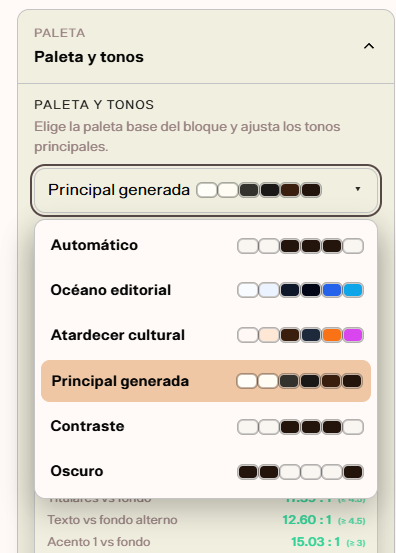 PALETA
Paleta y tonos
PALETA Y TONOS
Elige la paleta base del bloque y ajusta los tonos
principales.
Principal generada
Automático
Océano editorial
Atardecer cultural
Principal generada
Contraste
Oscuro
Titulares vs fondo
Texto vs fondo alterno 12.60 : 1 (≥ 4.5)
Acento 1 vs fondo 15.03 : 1 (≥ 3)